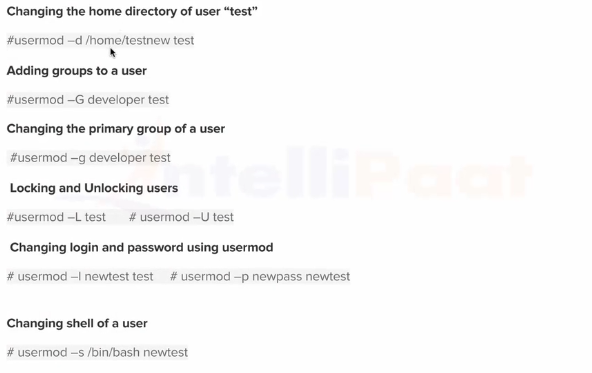 Changing the home directory of user “test”
#usermod –d /home/testnew test
Adding groups to a user
#usermod –G developer test
Changing the primary group of a user
#usermod –g developer test
intelliPaat
Locking and Unlocking users
#usermod –L test # usermod –U test
Changing login and password using usermod
# usermod –l newtest test # usermod –p newpass newtest
Changing shell of a user
# usermod –s /bin/bash newtest